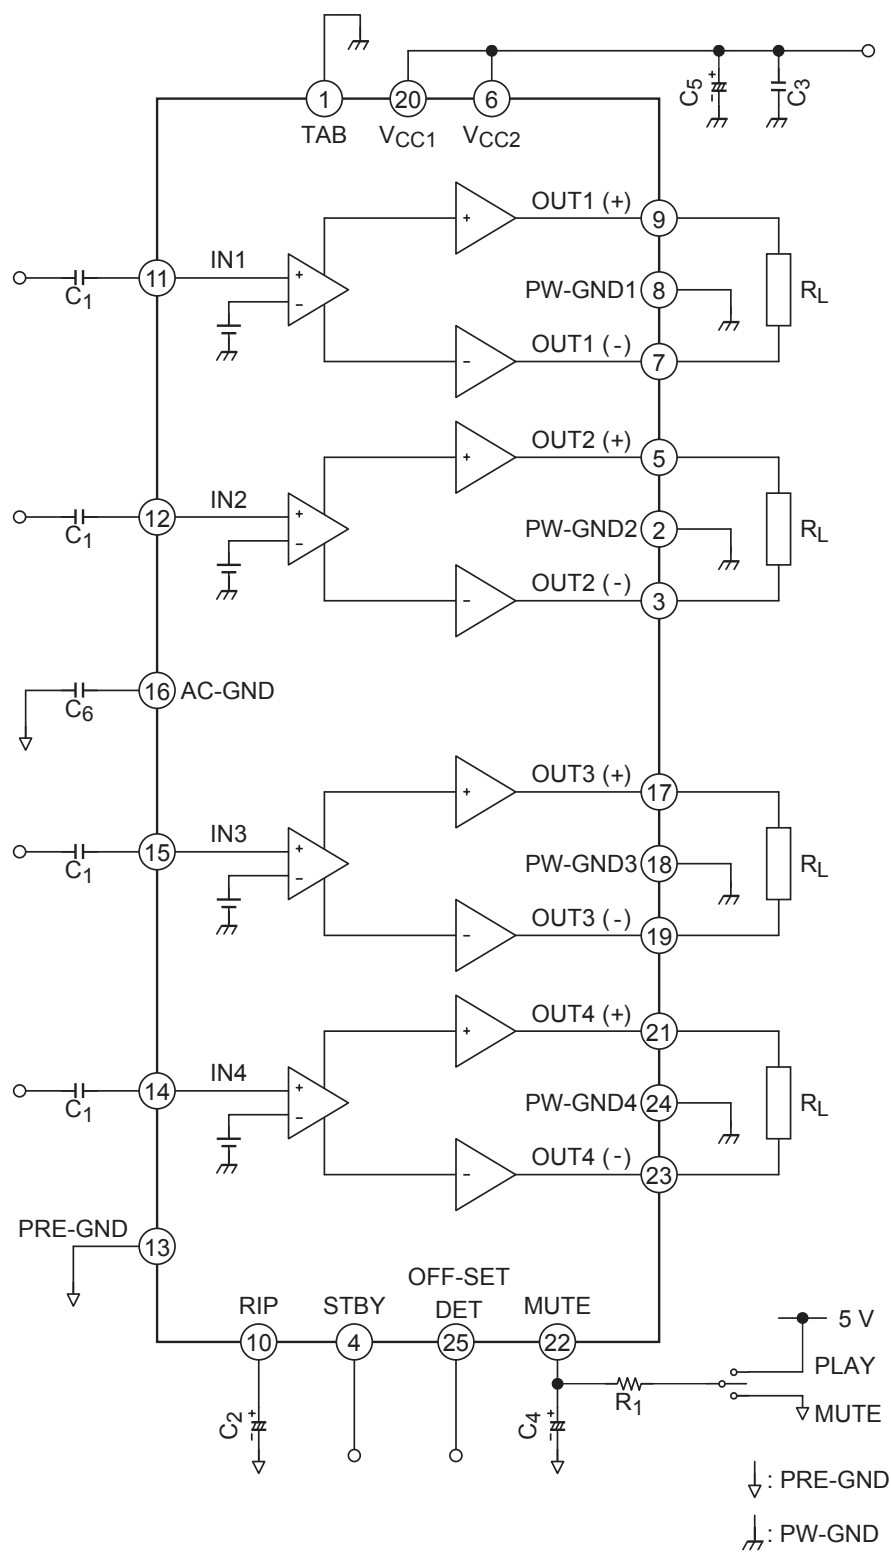 C5 + -
C3
1 20 6
TAB VCC1 VCC2
OUT1 (+)
+ 9
IN1
11 C1 + -
PW-GND1 8 RL
OUT1 (-)
- 7
OUT2 (+)
+ 5
IN2
12 C1 + -
PW-GND2 2 RL
OUT2 (-)
- 3
16 AC-GND
C6
OUT3 (+)
+ 17
IN3
15 C1 + -
PW-GND3 18 RL
OUT3 (-)
- 19
OUT4 (+)
+ 21
IN4
14 C1 + -
PW-GND4 24 RL
OUT4 (-)
- 23
PRE-GND
13
RIP STBY OFF-SET DET MUTE
10 4 25 22
5 V
PLAY
R1
MUTE
C2 + -
C4 + -
: PRE-GND
: PW-GND